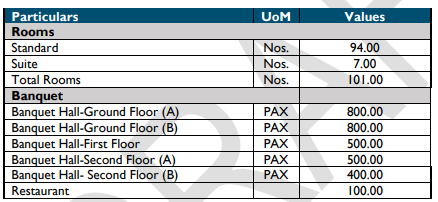 Particulars UoM Values
Rooms
Standard Nos. 94.00
Suite Nos. 7.00
Total Rooms Nos. 101.00
Banquet
Banquet Hall-Ground Floor (A) PAX 800.00
Banquet Hall-Ground Floor (B) PAX 800.00
Banquet Hall-First Floor PAX 500.00
Banquet Hall-Second Floor (A) PAX 500.00
Banquet Hall- Second Floor (B) PAX 400.00
Restaurant 100.00